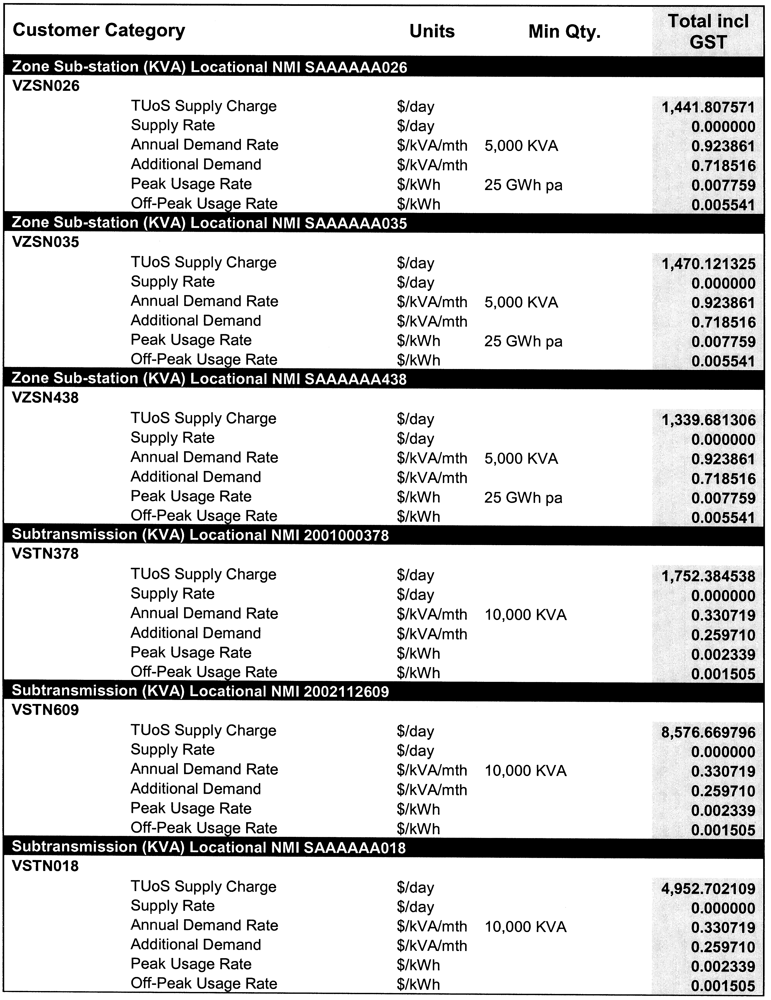 Customer Category Units Min Qty. Total incl GST
Zone Sub-station (KVA) Locational NMI SAAAAAA026
VZSN026
TUoS Supply Charge $/day 1,441.807571
Supply Rate $/day 0.000000
Annual Demand Rate $/kVA/mth 5,000 KVA 0.923861
Additional Demand $/kVA/mth 0.718516
Peak Usage Rate $/kWh 25 GWh pa 0.007759
Off-Peak Usage Rate $/kWh 0.005541
Zone Sub-station (KVA) Locational NMI SAAAAAA035
VZSN035
TUoS Supply Charge $/day 1,470.121325
Supply Rate $/day 0.000000
Annual Demand Rate $/kVA/mth 5,000 KVA 0.923861
Additional Demand $/kVA/mth 0.718516
Peak Usage Rate $/kWh 25 GWh pa 0.007759
Off-Peak Usage Rate $/kWh 0.005541
Zone Sub-station (KVA) Locational NMI SAAAAAA438
VZSN438
TUoS Supply Charge $/day 1,339.681306
Supply Rate $/day 0.000000
Annual Demand Rate $/kVA/mth 5,000 KVA 0.923861
Additional Demand $/kVA/mth 0.718516
Peak Usage Rate $/kWh 25 GWh pa 0.007759
Off-Peak Usage Rate $/kWh 0.005541
Subtransmission (KVA) Locational NMI 2001000378
VSTN378
TUoS Supply Charge $/day 1,752.384538
Supply Rate $/day 0.000000
Annual Demand Rate $/kVA/mth 10,000 KVA 0.330719
Additional Demand $/kVA/mth 0.259710
Peak Usage Rate $/kWh 0.002339
Off-Peak Usage Rate $/kWh 0.001505
Subtransmission (KVA) Locational NMI 2002112609
VSTN609
TUoS Supply Charge $/day 8,576.669796
Supply Rate $/day 0.000000
Annual Demand Rate $/kVA/mth 10,000 KVA 0.330719
Additional Demand $/kVA/mth 0.259710
Peak Usage Rate $/kWh 0.002339
Off-Peak Usage Rate $/kWh 0.001505
Subtransmission (KVA) Locational NMI SAAAAAA018
VSTN018
TUoS Supply Charge $/day 4,952.702109
Supply Rate $/day 0.000000
Annual Demand Rate $/kVA/mth 10,000 KVA 0.330719
Additional Demand $/kVA/mth 0.259710
Peak Usage Rate $/kWh 0.002339
Off-Peak Usage Rate $/kWh 0.001505